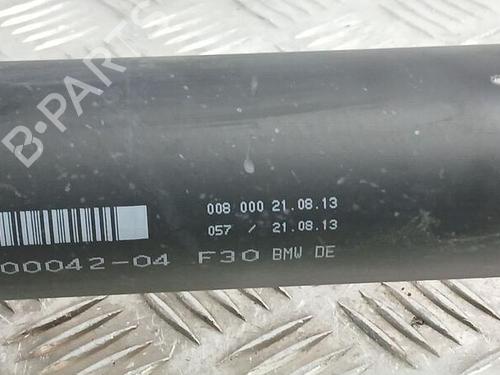 B-PARTS
008 000 21.08.13
057 / 21.08.13
00042-04 F30 BMW DE